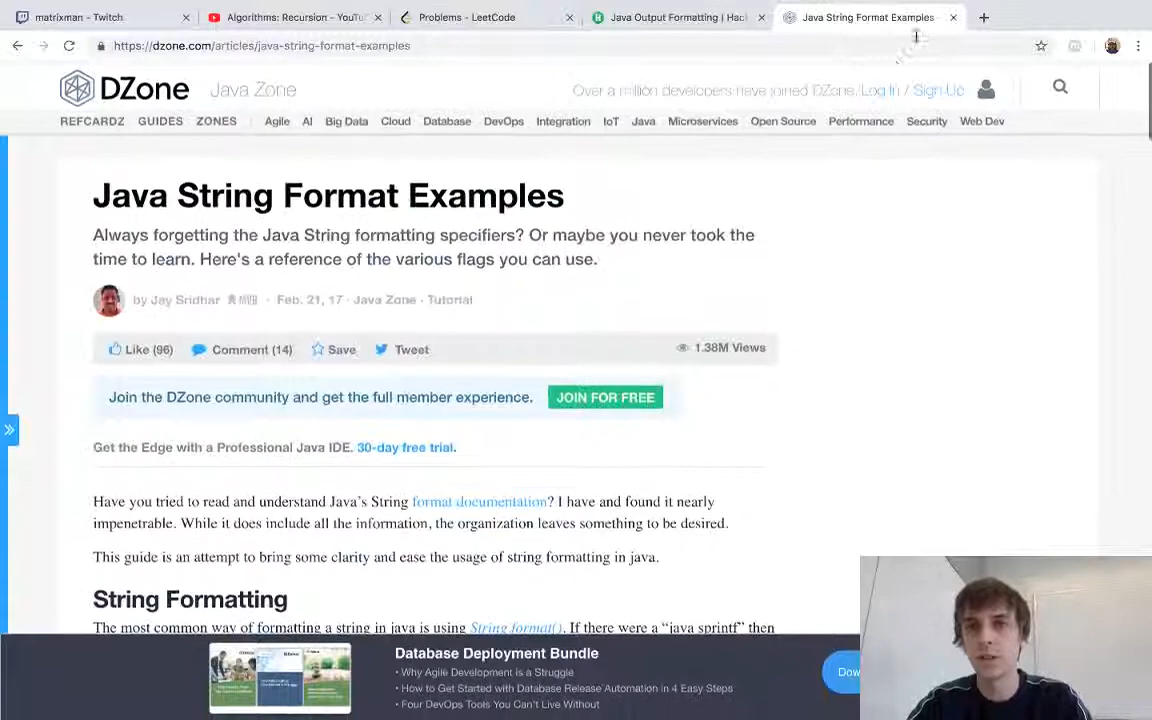 matrixman - Twitch
Algorithms: Recursion - YouTu
Problems - LeetCode
Java Output Formatting | Hac
Java String Format Examples
https://dzone.com/articles/java-string-format-examples
DZone
Java Zone
Over a million developers have joined DZone. Log In / Sign Up
REFCARDZ GUIDES ZONES Agile AI Big Data Cloud Database DevOps Integration IoT Java Microservices Open Source Performance Security Web Dev
Java String Format Examples
Always forgetting the Java String formatting specifiers? Or maybe you never took the
time to learn. Here's a reference of the various flags you can use.
by Jay Sridhar MVB · Feb. 21, 17 · Java Zone · Tutorial
Like (96) Comment (14) Save Tweet 1.38M Views
Join the DZone community and get the full member experience. JOIN FOR FREE
Get the Edge with a Professional Java IDE. 30-day free trial.
Have you tried to read and understand Java's String format documentation? I have and found it nearly
impenetrable. While it does include all the information, the organization leaves something to be desired.
This guide is an attempt to bring some clarity and ease the usage of string formatting in java.
String Formatting
The most common way of formatting a string in java is using String.format(). If there were a “java sprintf” then
Database Deployment Bundle
• Why Agile Development is a Struggle
• How to Get Started with Database Release Automation in 4 Easy Steps
• Four DevOps Tools You Can't Live Without
Dow